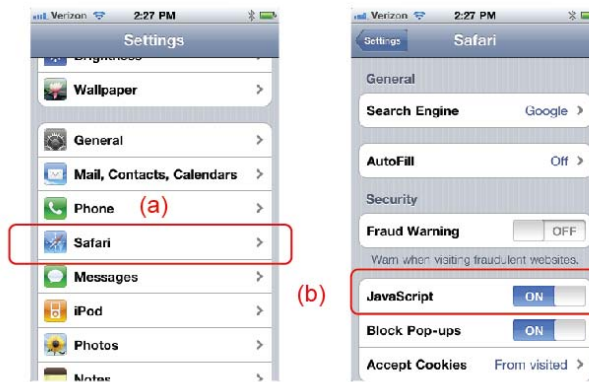 Verizon 2:27 PM
Settings
Brightness
Wallpaper
General
Mail, Contacts, Calendars
Phone
(a)
Safari
Messages
iPod
Photos
Notes
Verizon 2:27 PM
Settings Safari
General
Search Engine Google
AutoFill Off
Security
Fraud Warning OFF
Warn when visiting fraudulent websites.
(b)
JavaScript ON
Block Pop-ups ON
Accept Cookies From visited